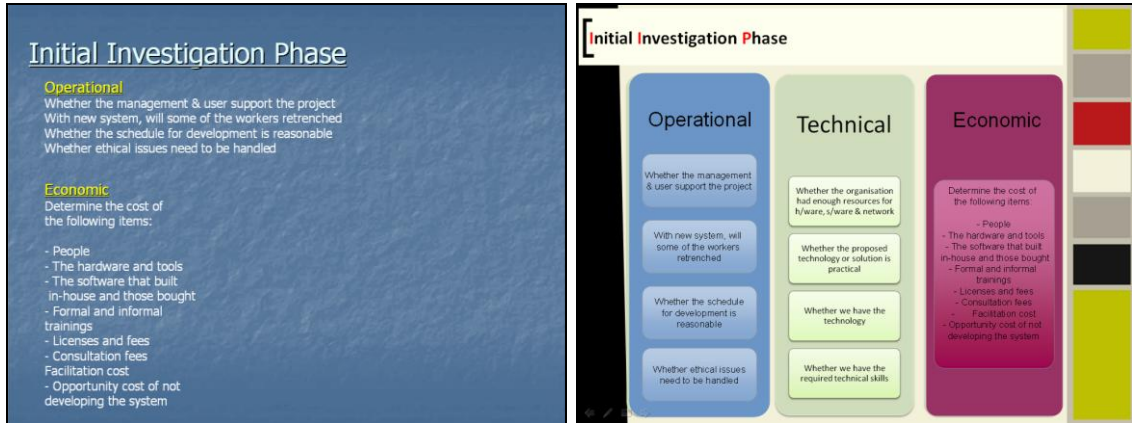 Initial Investigation Phase
Operational
Whether the management & user support the project
With new system, will some of the workers retrenched
Whether the schedule for development is reasonable
Whether ethical issues need to be handled
Economic
Determine the cost of
the following items:
- People
- The hardware and tools
- The software that built
in-house and those bought
- Formal and informal
trainings
- Licenses and fees
- Consultation fees
Facilitation cost
- Opportunity cost of not
developing the system
Initial Investigation Phase
Operational
Whether the management
& user support the project
With new system, will
some of the workers
retrenched
Whether the schedule
for development is
reasonable
Whether ethical issues
need to be handled
Technical
Whether the organisation
had enough resources for
h/ware, s/ware & network
Whether the proposed
technology or solution is
practical
Whether we have the
technology
Whether we have the
required technical skills
Economic
Determine the cost of
the following items:
- People
- The hardware and tools
- The software that built
in-house and those bought
- Formal and informal
trainings
- Licenses and fees
- Consultation fees
- Facilitation cost
- Opportunity cost of not
developing the system